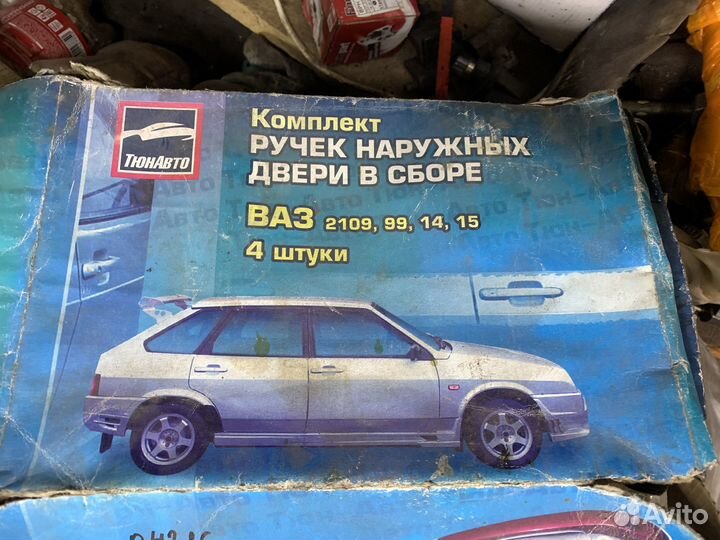 Комплект
РУЧЕК НАРУЖНЫХ
ДВЕРИ В СБОРЕ
ТюнАвто
ВАЗ 2109, 99, 14, 15
4 штуки
Avito